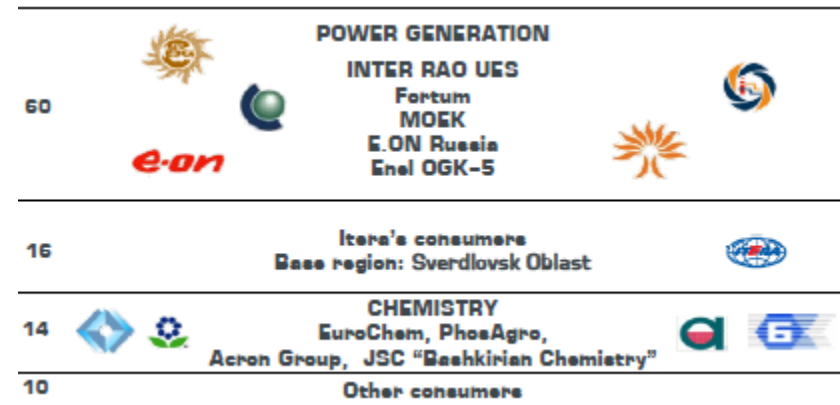 POWER GENERATION
INTER RAO UES
Fortum
60
MOEK
E.ON Russia
e·on
Enel OGK-5
Itera's consumers
16
Base region: Sverdlovsk Oblast
ITERA
CHEMISTRY
14
EuroChem, PhosAgro,
Acron Group, JSC "Bashkirian Chemistry"
10
Other consumers